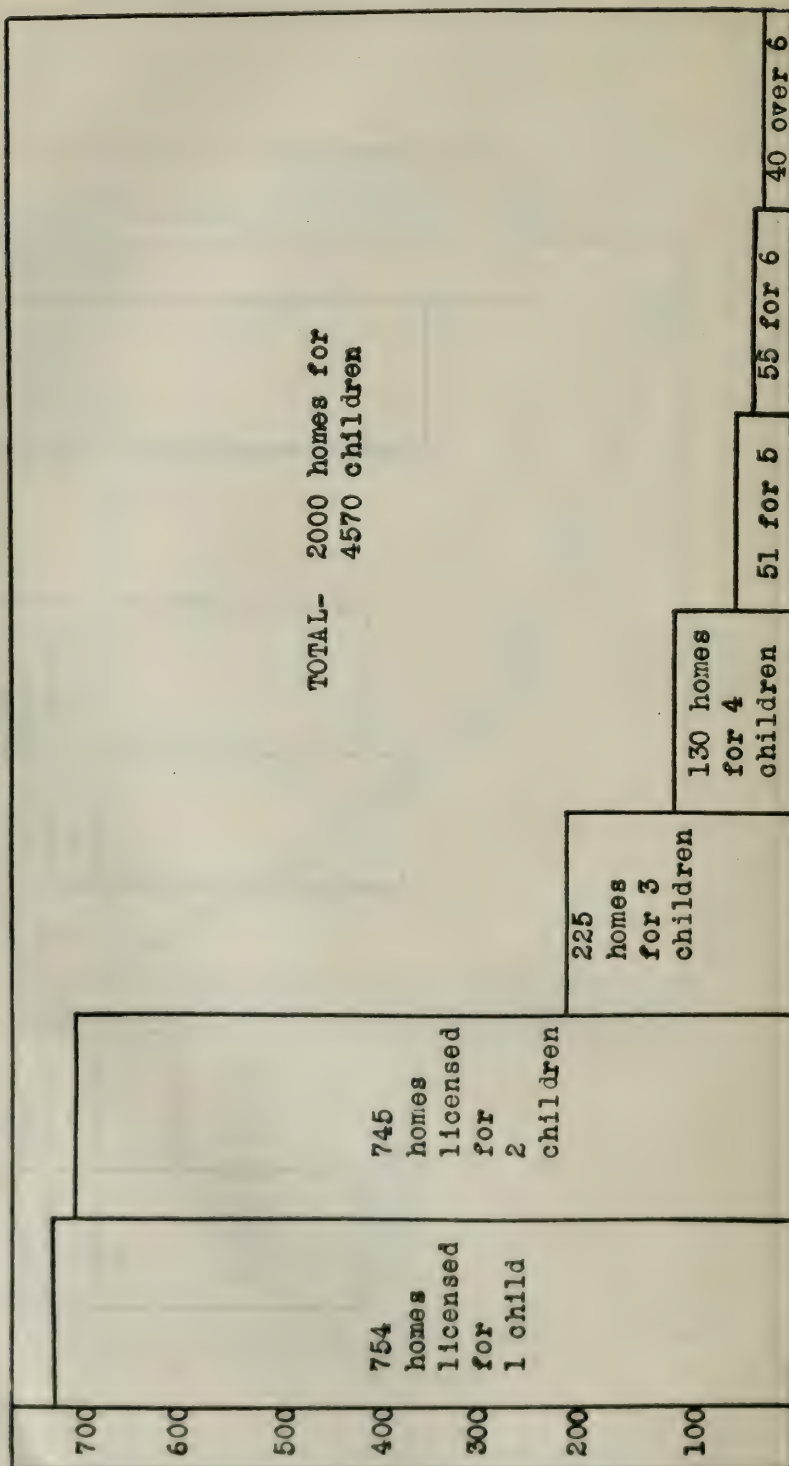 700
600
500
400
300
200
100
754
homes
licensed
for
1 child
745
homes
licensed
for
2
children
225
homes
for 3
children
130 homes
for 4
children
51 for 5
55 for 6
40 over 6
TOTAL- 2000 homes for
4570 children